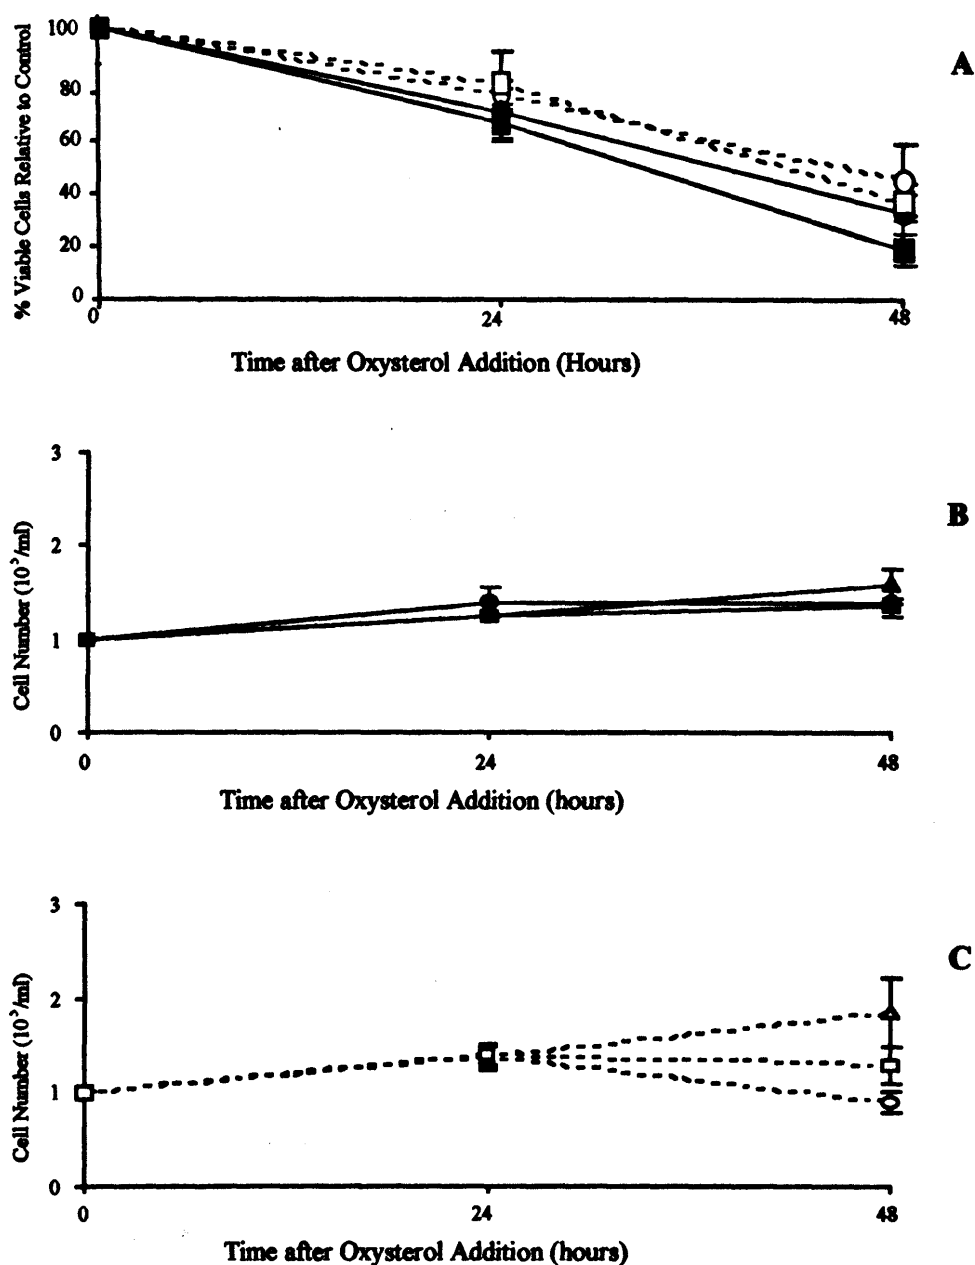 A
% Viable Cells Relative to Control
100
80
60
40
20
0
0 24 48
Time after Oxysterol Addition (Hours)
B
Cell Number (10⁵/ml)
3
2
1
0
0 24 48
Time after Oxysterol Addition (hours)
C
Cell Number (10⁵/ml)
3
2
1
0
0 24 48
Time after Oxysterol Addition (hours)